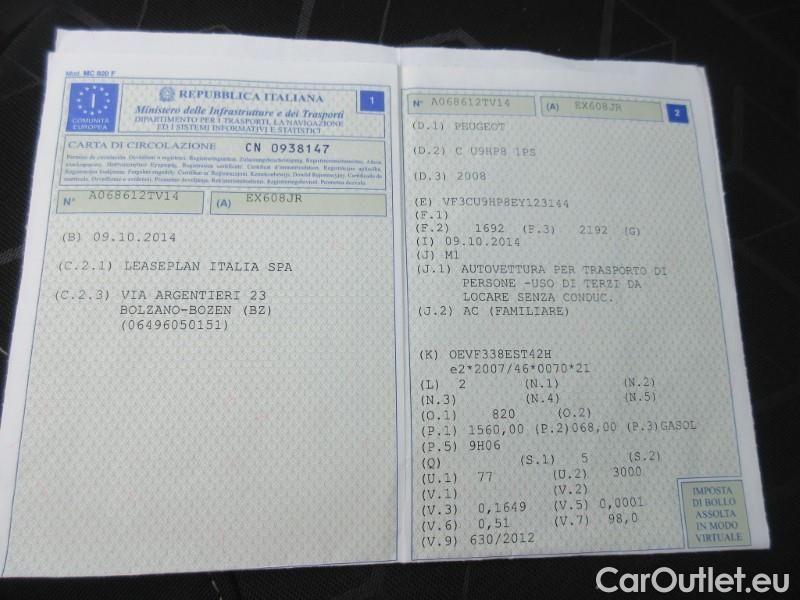 Mod. MC 820 F
I
COMUNITÀ
EUROPEA
REPUBBLICA ITALIANA
1
Ministero delle Infrastrutture e dei Trasporti
DIPARTIMENTO PER I TRASPORTI, LA NAVIGAZIONE
ED I SISTEMI INFORMATIVI E STATISTICI
CARTA DI CIRCOLAZIONE CN 0938147
N° A068612TV14 (A) EX608JR
(B) 09.10.2014
(C.2.1) LEASEPLAN ITALIA SPA
(C.2.3) VIA ARGENTIERI 23
BOLZANO-BOZEN (BZ)
(06496050151)
N° A068612TV14 (A) EX608JR 2
(D.1) PEUGEOT
(D.2) C U9HP8 1PS
(D.3) 2008
(E) VF3CU9HP8EY123144
(F.1)
(F.2) 1692 (F.3) 2192 (G)
(I) 09.10.2014
(J) M1
(J.1) AUTOVETTURA PER TRASPORTO DI
PERSONE -USO DI TERZI DA
LOCARE SENZA CONDUC.
(J.2) AC (FAMILIARE)
(K) OEVF338EST42H
e2*2007/46*0070*21
(L) 2 (N.1) (N.2)
(N.3) (N.4) (N.5)
(O.1) 820 (O.2)
(P.1) 1560,00 (P.2)068,00 (P.3)GASOL
(P.5) 9H06
(Q) (S.1) 5 (S.2)
(U.1) 77 (U.2) 3000
(V.1) (V.2)
(V.3) 0,1649 (V.5) 0,0001
(V.6) 0,51 (V.7) 98,0
(V.9) 630/2012
IMPOSTA
DI BOLLO
ASSOLTA
IN MODO
VIRTUALE
CarOutlet.eu